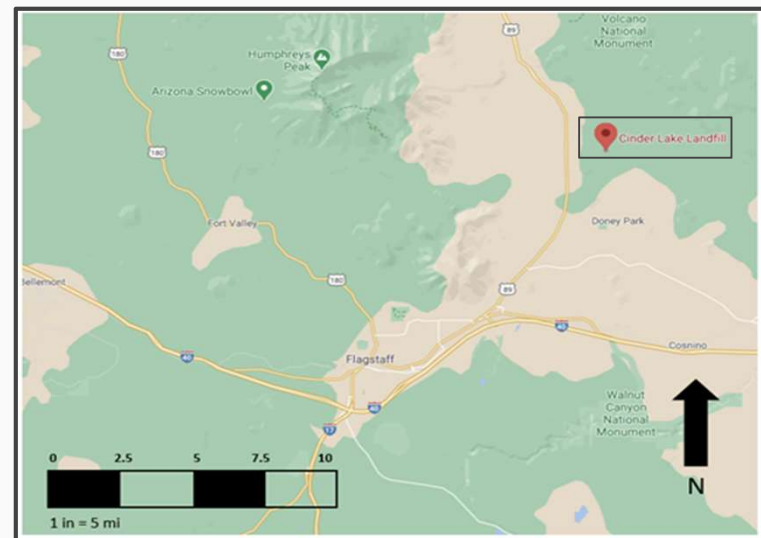 Volcano
National
Monument
180
89
Humphreys
Peak
Arizona Snowbowl
Cinder Lake Landfill
180
Fort Valley
Doney Park
180
Bellemont
89
40
Cosnino
40
Flagstaff
Walnut
Canyon
National
Monument
40
17
0 2.5 5 7.5 10
N
1 in = 5 mi